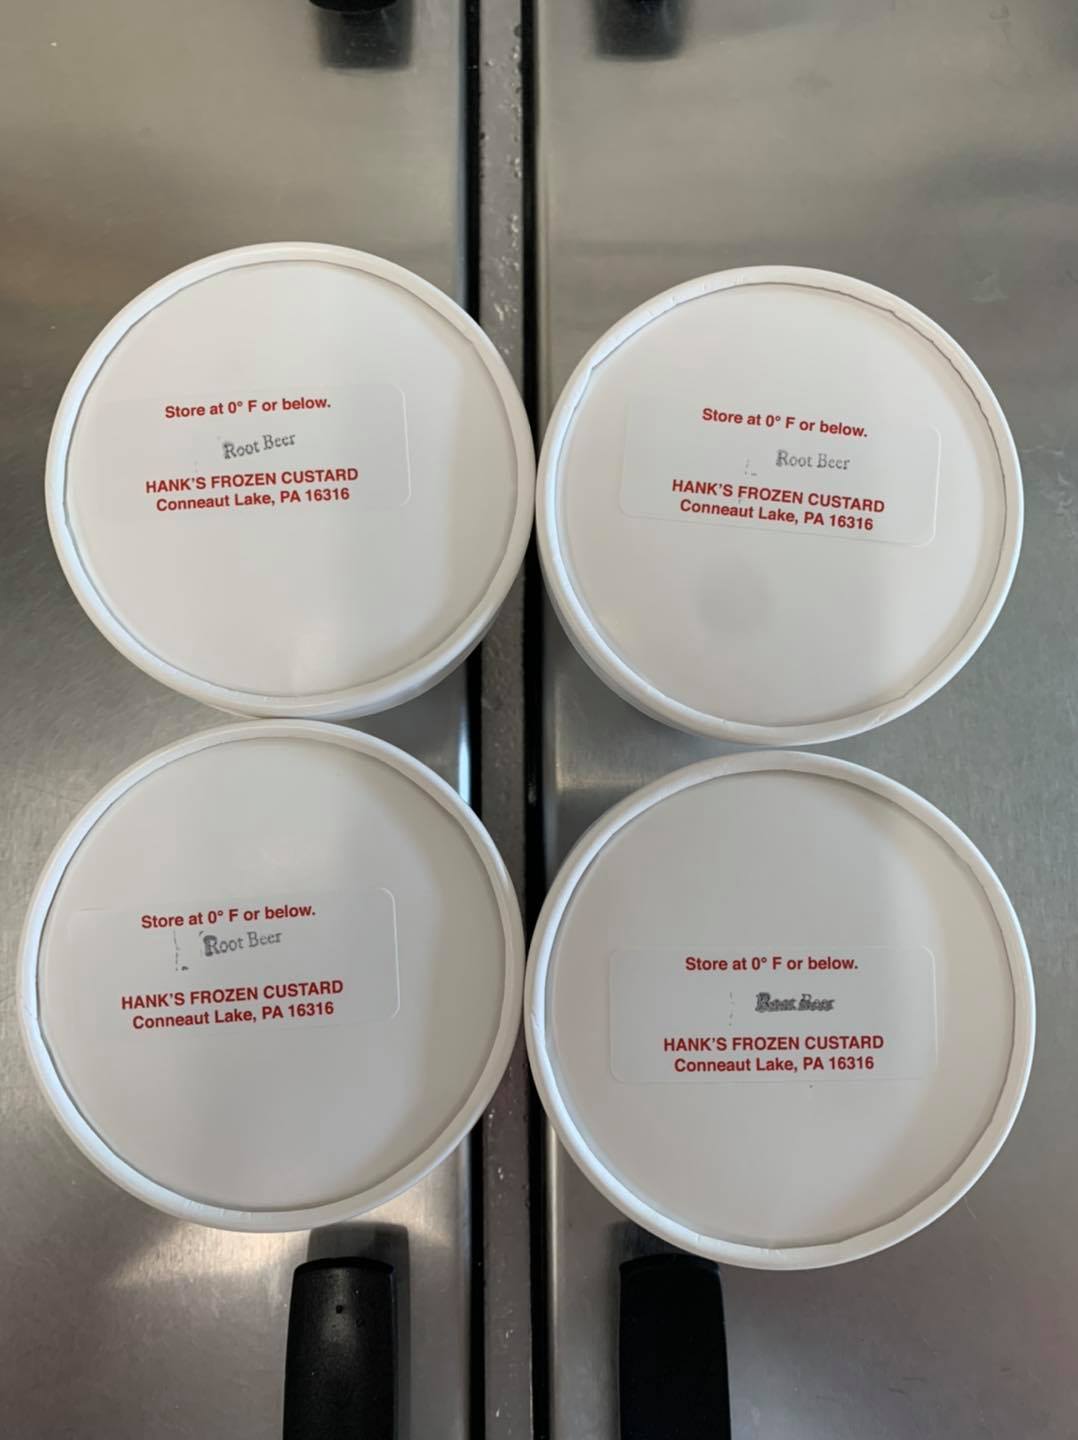 Store at 0° F or below.
Root Beer
HANK'S FROZEN CUSTARD
Conneaut Lake, PA 16316
Store at 0° F or below.
Root Beer
HANK'S FROZEN CUSTARD
Conneaut Lake, PA 16316
Store at 0° F or below.
Root Beer
HANK'S FROZEN CUSTARD
Conneaut Lake, PA 16316
Store at 0° F or below.
Root Beer
HANK'S FROZEN CUSTARD
Conneaut Lake, PA 16316